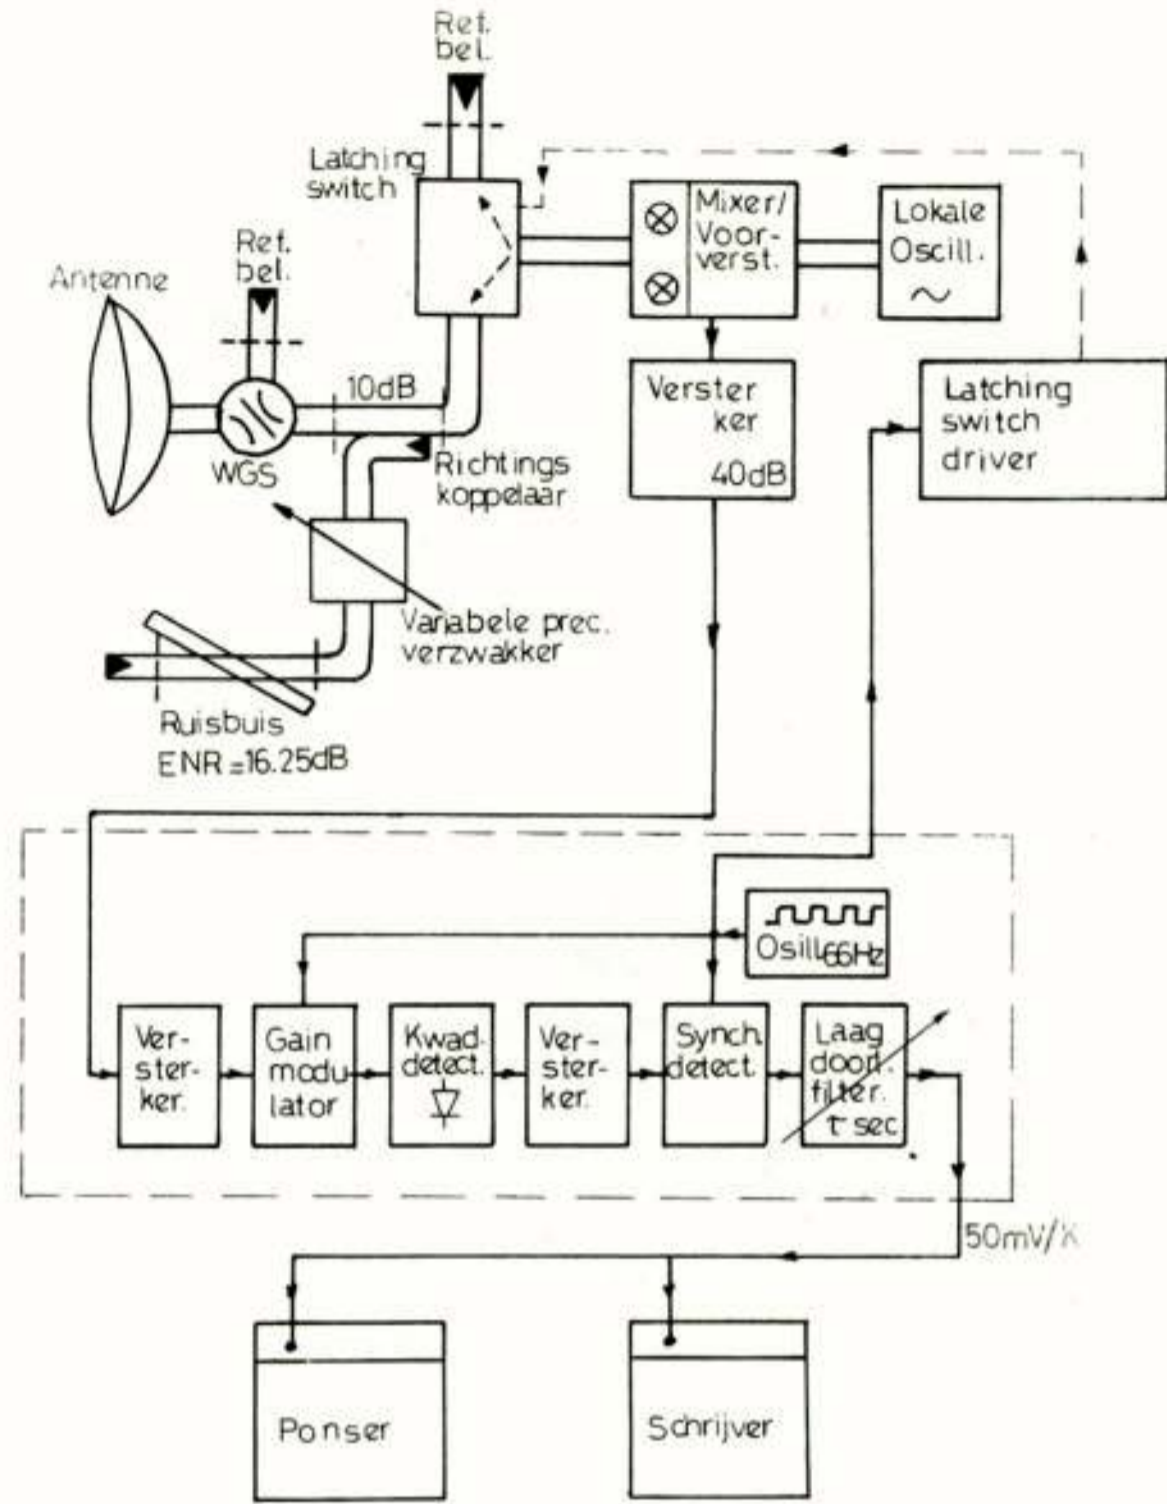 Ref.
bel.
Latching
switch
Mixer/
Voor-
verst.
Lokale
Oscill.
Ref.
bel.
Antenne
10dB
WGS
Richtings
koppelaar
Verster
ker
40dB
Latching
switch
driver
Variabele prec.
verzwakker
Ruisbuis
ENR=16.25dB
Osill.66Hz
Ver-
ster-
ker.
Gain
modu
lator
Kwad.
detect.
Ver-
ster-
ker.
Synch.
detect.
Laag
doorl.
filter.
τ sec
50mV/K
Ponser
Schrijver